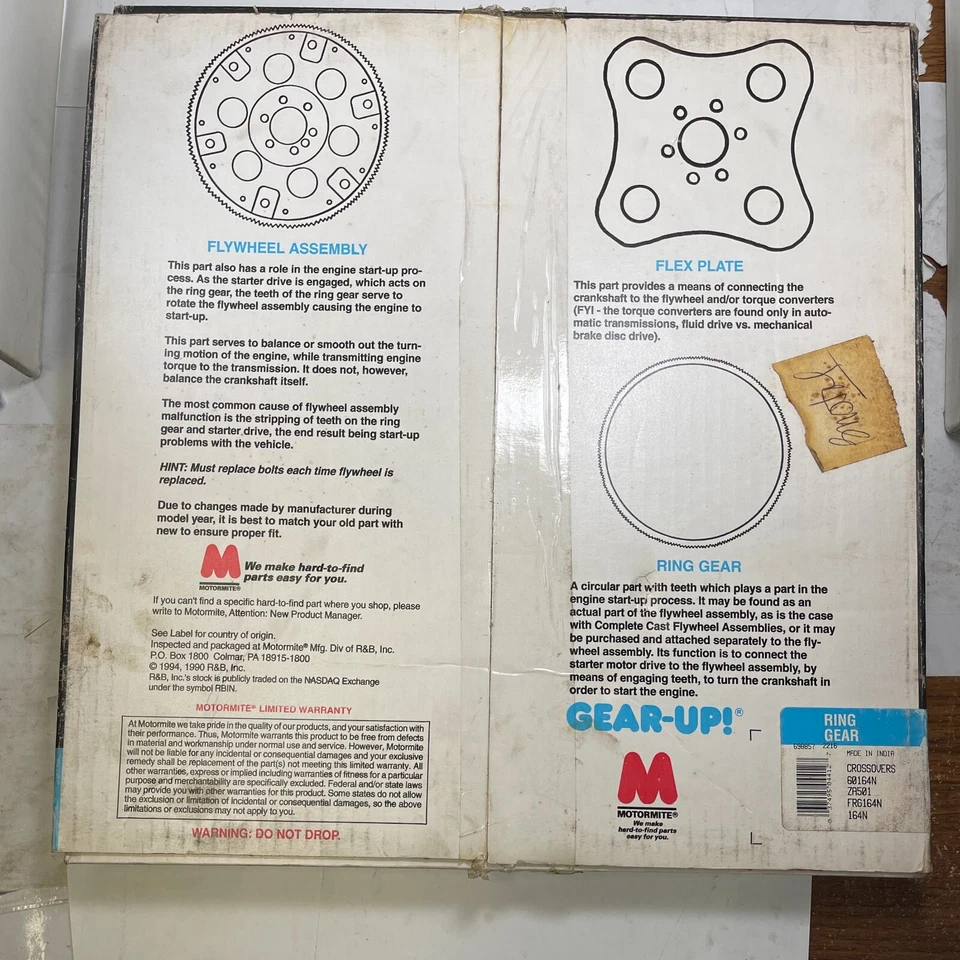 FLYWHEEL ASSEMBLY
This part also has a role in the engine start-up pro-
cess. As the starter drive is engaged, which acts on
the ring gear, the teeth of the ring gear serve to
rotate the flywheel assembly causing the engine to
start-up.
This part serves to balance or smooth out the turn-
ing motion of the engine, while transmitting engine
torque to the transmission. It does not, however,
balance the crankshaft itself.
The most common cause of flywheel assembly
malfunction is the stripping of teeth on the ring
gear and starter drive, the end result being start-up
problems with the vehicle.
HINT: Must replace bolts each time flywheel is
replaced.
Due to changes made by manufacturer during
model year, it is best to match your old part with
new to ensure proper fit.
M
MOTORMITE®
We make hard-to-find
parts easy for you.
If you can't find a specific hard-to-find part where you shop, please
write to Motormite, Attention: New Product Manager.
See Label for country of origin.
Inspected and packaged at Motormite® Mfg. Div of R&B, Inc.
P.O. Box 1800 Colmar, PA 18915-1800
© 1994, 1990 R&B, Inc.
R&B, Inc.'s stock is publicly traded on the NASDAQ Exchange
under the symbol RBIN.
MOTORMITE® LIMITED WARRANTY
At Motormite we take pride in the quality of our products, and your satisfaction with
their performance. Thus, Motormite warrants this product to be free from defects
in material and workmanship under normal use and service. However, Motormite
will not be liable for any incidental or consequential damages and your exclusive
remedy shall be replacement of the part(s) not meeting this limited warranty. All
other warranties, express or implied including warranties of fitness for a particular
purpose and merchantability are specifically excluded. Federal and/or state laws
may provide you with other warranties for this product. Some states do not allow
the exclusion or limitation of incidental or consequential damages, so the above
limitations or exclusions may not apply to you.
WARNING: DO NOT DROP.
FLEX PLATE
This part provides a means of connecting the
crankshaft to the flywheel and/or torque converters
(FYI - the torque converters are found only in auto-
matic transmissions, fluid drive vs. mechanical
brake disc drive).
RING GEAR
A circular part with teeth which plays a part in the
engine start-up process. It may be found as an
actual part of the flywheel assembly, as is the case
with Complete Cast Flywheel Assemblies, or it may
be purchased and attached separately to the fly-
wheel assembly. Its function is to connect the
starter motor drive to the flywheel assembly, by
means of engaging teeth, to turn the crankshaft in
order to start the engine.
GEAR-UP!®
M
MOTORMITE®
We make
hard-to-find parts
easy for you.
RING
GEAR
698857 2216
MADE IN INDIA
CROSSOVERS
60164N
ZA501
FRG164N
164N